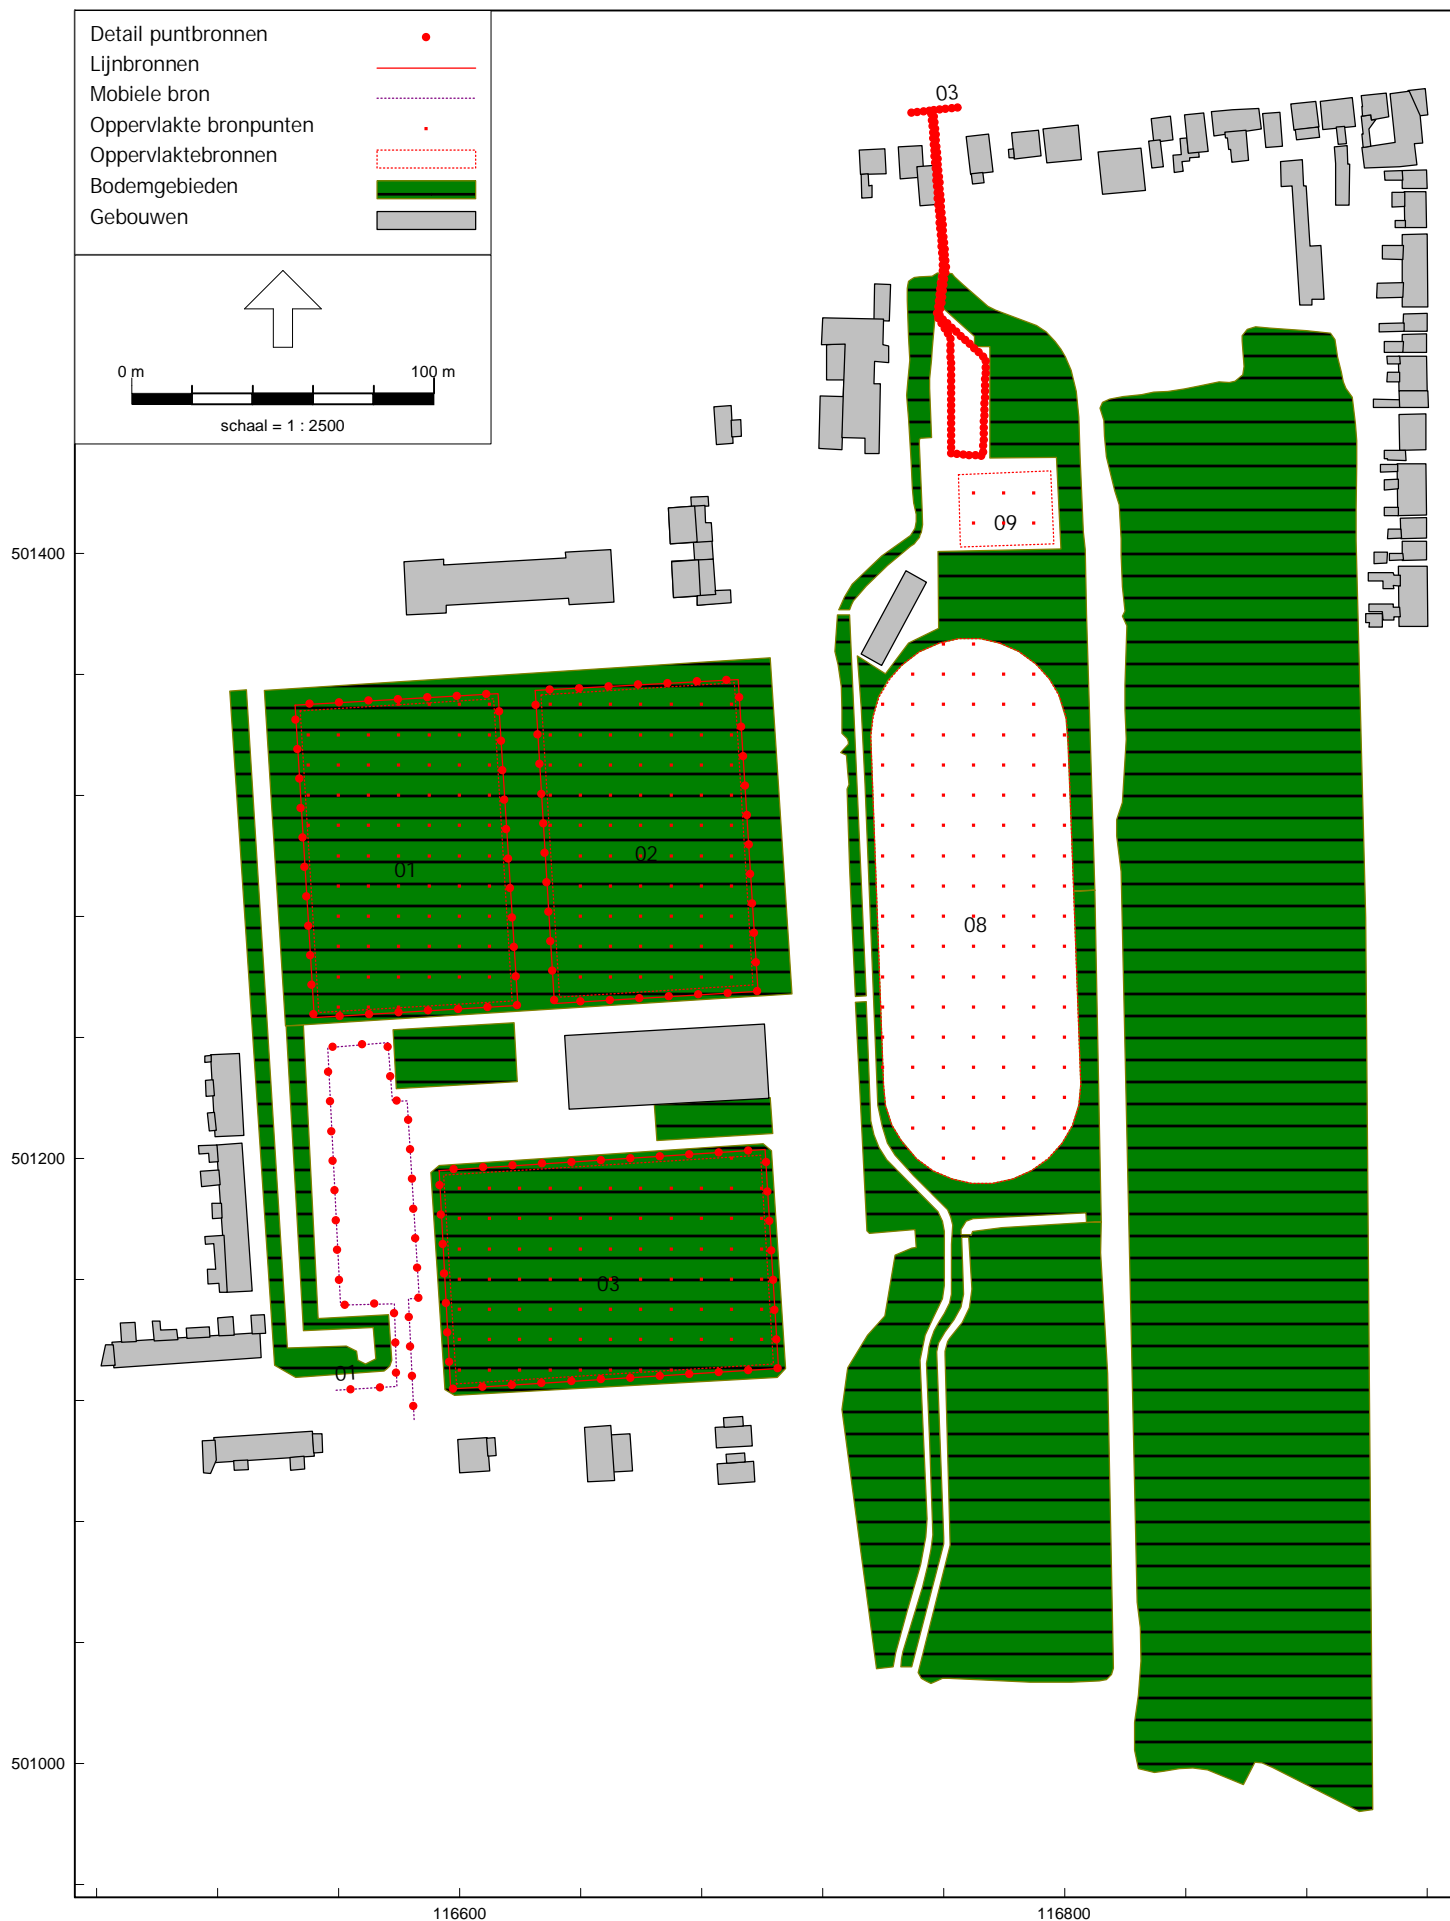 Detail puntbronnen
Lijnbronnen
Mobiele bron
Oppervlakte bronpunten
Oppervlaktebronnen
Bodemgebieden
Gebouwen
0 m 100 m
schaal = 1 : 2500
03
09
501400
01
02
08
501200
03
01
501000
116600 116800